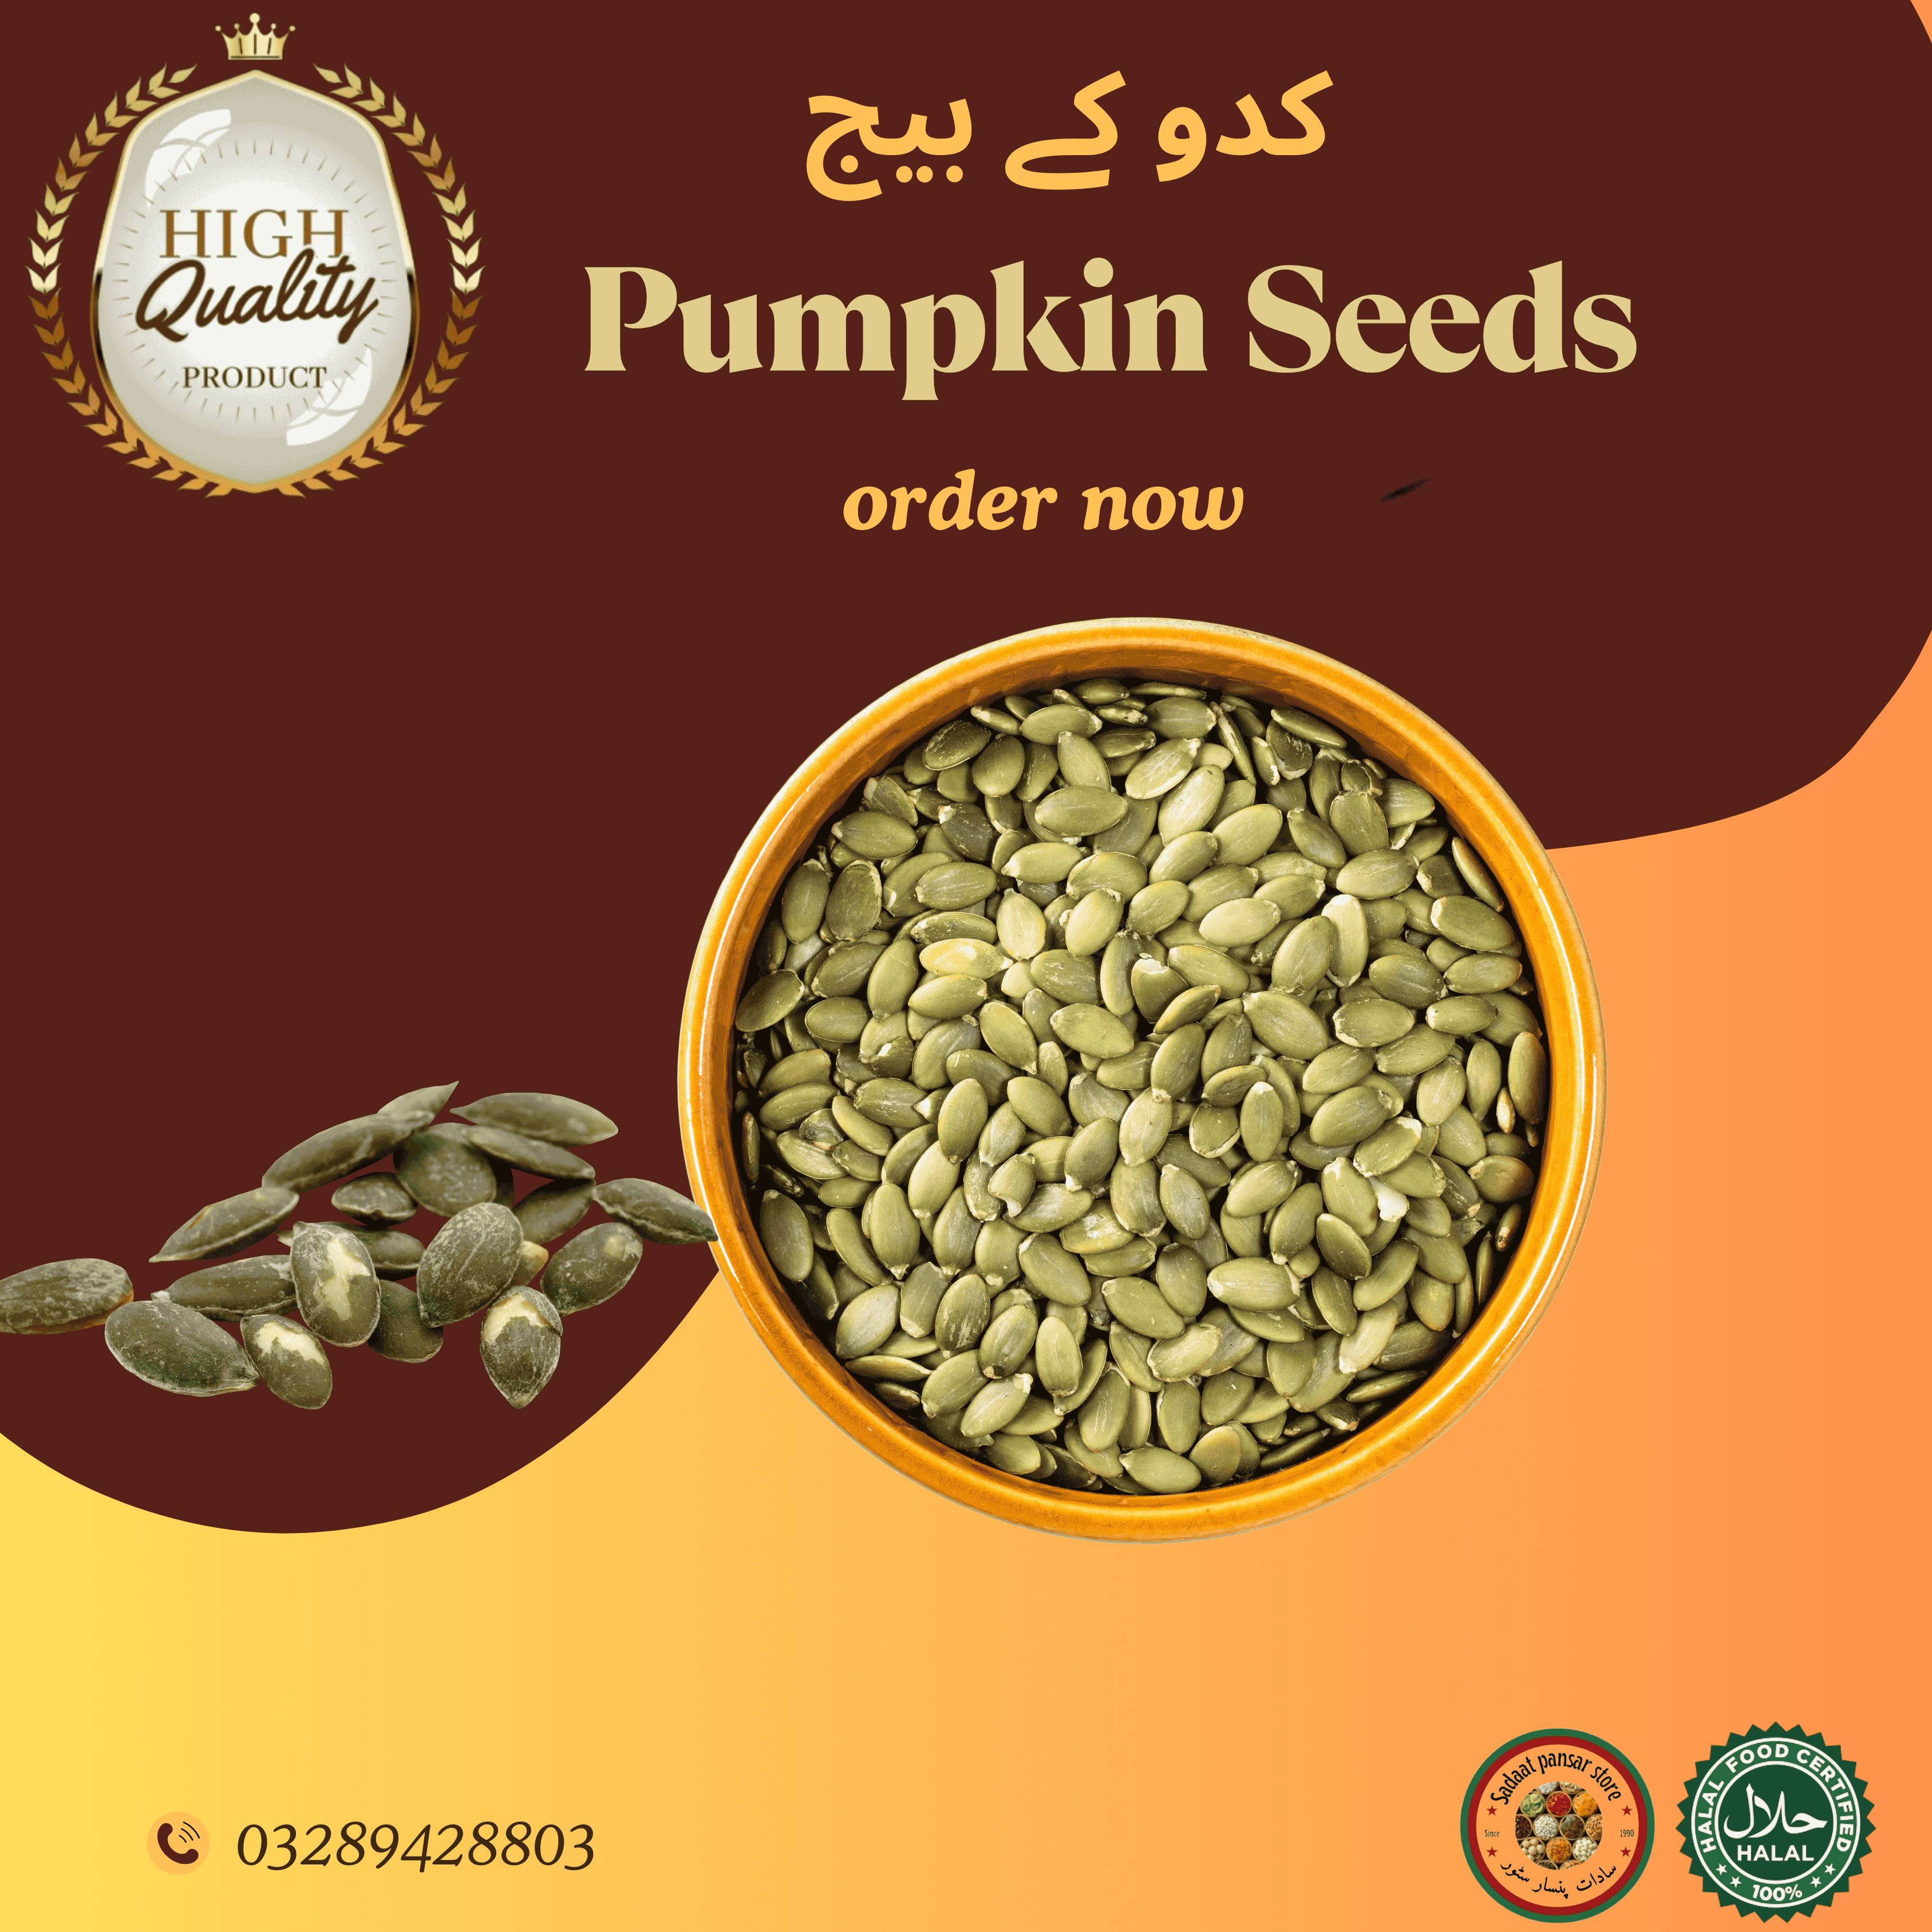 HIGH
Quality
PRODUCT
کدو کے بیج
Pumpkin Seeds
order now
03289428803
Sadaat pansar store
Since 1990
سادات پنسار سٹور
HALAL FOOD CERTIFIED
حلال
HALAL
100%